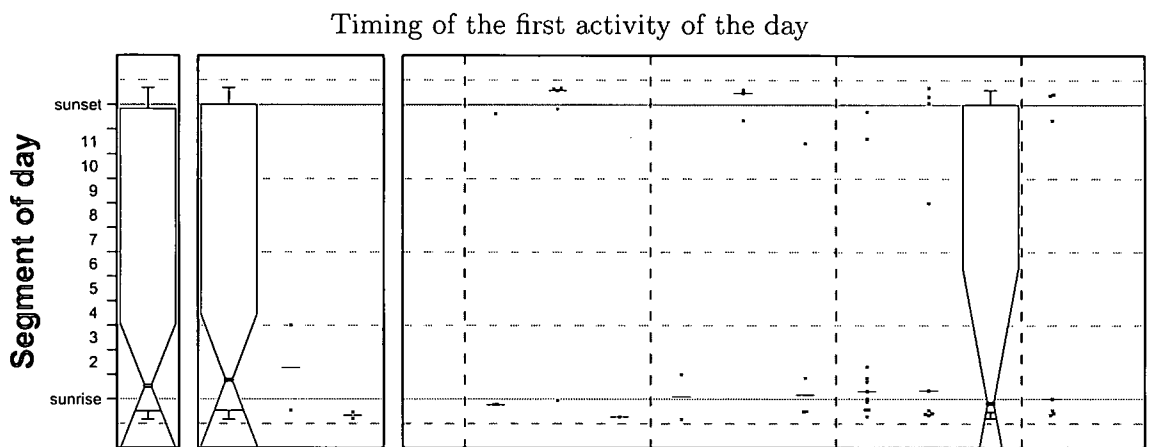 Timing of the first activity of the day
Segment of day
sunset
11
10
9
8
7
6
5
4
3
2
sunrise